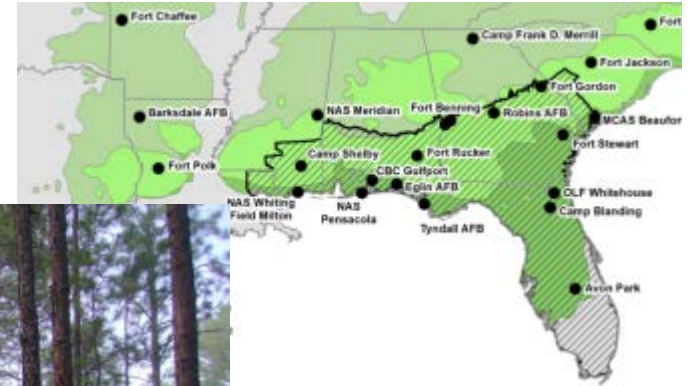 Fort Chaffee
Fort
Camp Frank D. Merrill
Fort Jackson
Fort Gordon
Barksdale AFB
NAS Meridian
Fort Benning
Robins AFB
MCAS Beaufor
Fort Stewart
Fort Polk
Camp Shelby
Fort Rucker
CBC Gulfport
Eglin AFB
OLF Whitehouse
NAS Whiting
Field Milton
NAS
Pensacola
Camp Blanding
Tyndall AFB
Avon Park